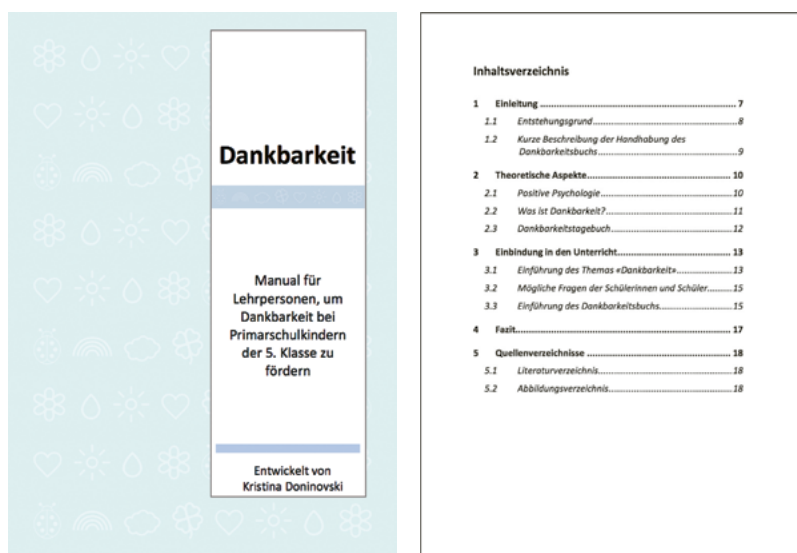 Dankbarkeit
Manual für
Lehrpersonen, um
Dankbarkeit bei
Primarschulkindern
der 5. Klasse zu
fördern
Entwickelt von
Kristina Doninovski
Inhaltsverzeichnis
1 Einleitung ................................................................ 7
1.1 Entstehungsgrund ................................................................ 8
1.2 Kurze Beschreibung der Handhabung des
Dankbarkeitsbuchs ................................................................ 9
2 Theoretische Aspekte ................................................................ 10
2.1 Positive Psychologie ................................................................ 10
2.2 Was ist Dankbarkeit? ................................................................ 11
2.3 Dankbarkeitstagebuch ................................................................ 12
3 Einbindung in den Unterricht ................................................................ 13
3.1 Einführung des Themas «Dankbarkeit» ................................................................ 13
3.2 Mögliche Fragen der Schülerinnen und Schüler ........ 15
3.3 Einführung des Dankbarkeitsbuchs ................................................................ 15
4 Fazit ................................................................ 17
5 Quellenverzeichnisse ................................................................ 18
5.1 Literaturverzeichnis ................................................................ 18
5.2 Abbildungsverzeichnis ................................................................ 18